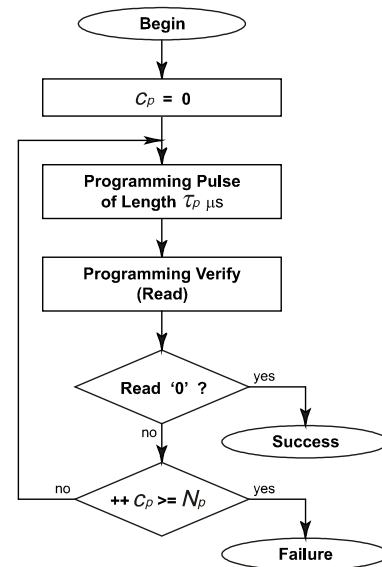 Begin
Cp = 0
Programming Pulse
of Length τp μs
Programming Verify
(Read)
Read ‘0’ ?
yes
no
Success
++ Cp >= Np
no
yes
Failure